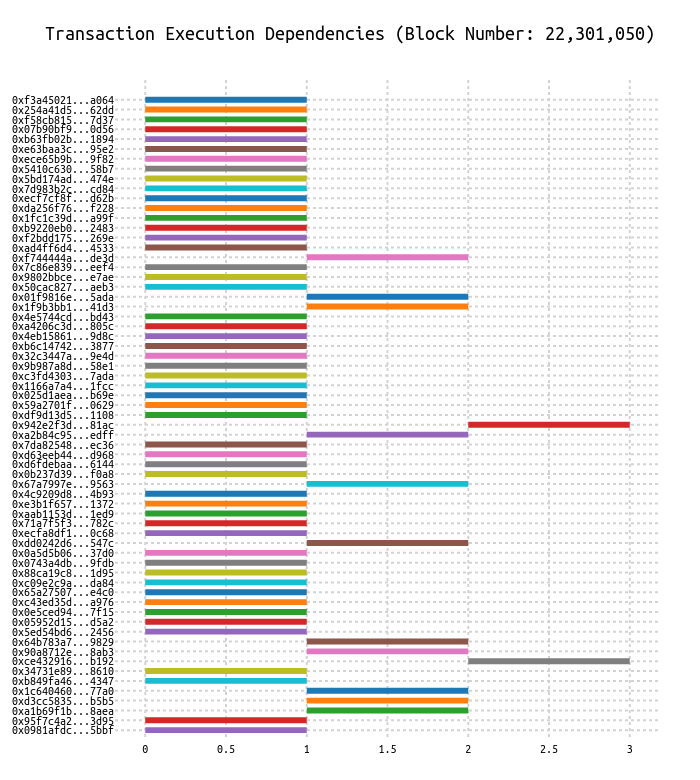 Transaction Execution Dependencies (Block Number: 22,301,050)
0xf3a45021...a064
0x254a41d5...62dd
0xf58cb815...7d37
0x07b90bf9...0d56
0xb63fb02b...1894
0xe63baa3c...95e2
0xece65b9b...9f82
0x5410c630...58b7
0x5bd174ad...474e
0x7d983b2c...cd84
0xecf7cf8f...d62b
0xda256f76...f228
0x1fc1c39d...a99f
0xb9220eb0...2483
0xf2bdd175...269e
0xad4ff6d4...4533
0xf744444a...de3d
0x7c86e839...eef4
0x9802bbce...e7ae
0x50cac827...aeb3
0x01f9816e...5ada
0x1f9b3bb1...41d3
0x4e5744cd...bd43
0xa4206c3d...805c
0x4eb15861...9d8c
0xb6c14742...3877
0x32c3447a...9e4d
0x9b987a8d...58e1
0xc3fd4303...7ada
0x1166a7a4...1fcc
0x025d1aea...b69e
0x59a2701f...0629
0xdf9d13d5...1108
0x942e2f3d...81ac
0xa2b84c95...edff
0x7da82548...ec36
0xd63eeb44...d968
0xd6fdebaa...6144
0x0b237d39...f0a8
0x67a7997e...9563
0x4c9209d8...4b93
0xe3b1f657...1372
0xaab1153d...1ed9
0x71a7f5f3...782c
0xecfa8df1...0c68
0xdd0242d6...547c
0x0a5d5b06...37d0
0x0743a4db...9fdb
0x88ca19c8...1d95
0xc09e2c9a...da84
0x65a27507...e4c0
0xc43ed35d...a976
0x0e5ced94...7f15
0x05952d15...d5a2
0x5ed54bd6...2456
0x64b783a7...9829
0x90a8712e...8ab3
0xce432916...b192
0x34731e89...8610
0xb849fa46...4347
0x1c640460...77a0
0xd3cc5835...b5b5
0xa1b69f1b...8aea
0x95f7c4a2...3d95
0x0981afdc...5bbf
0 0.5 1 1.5 2 2.5 3